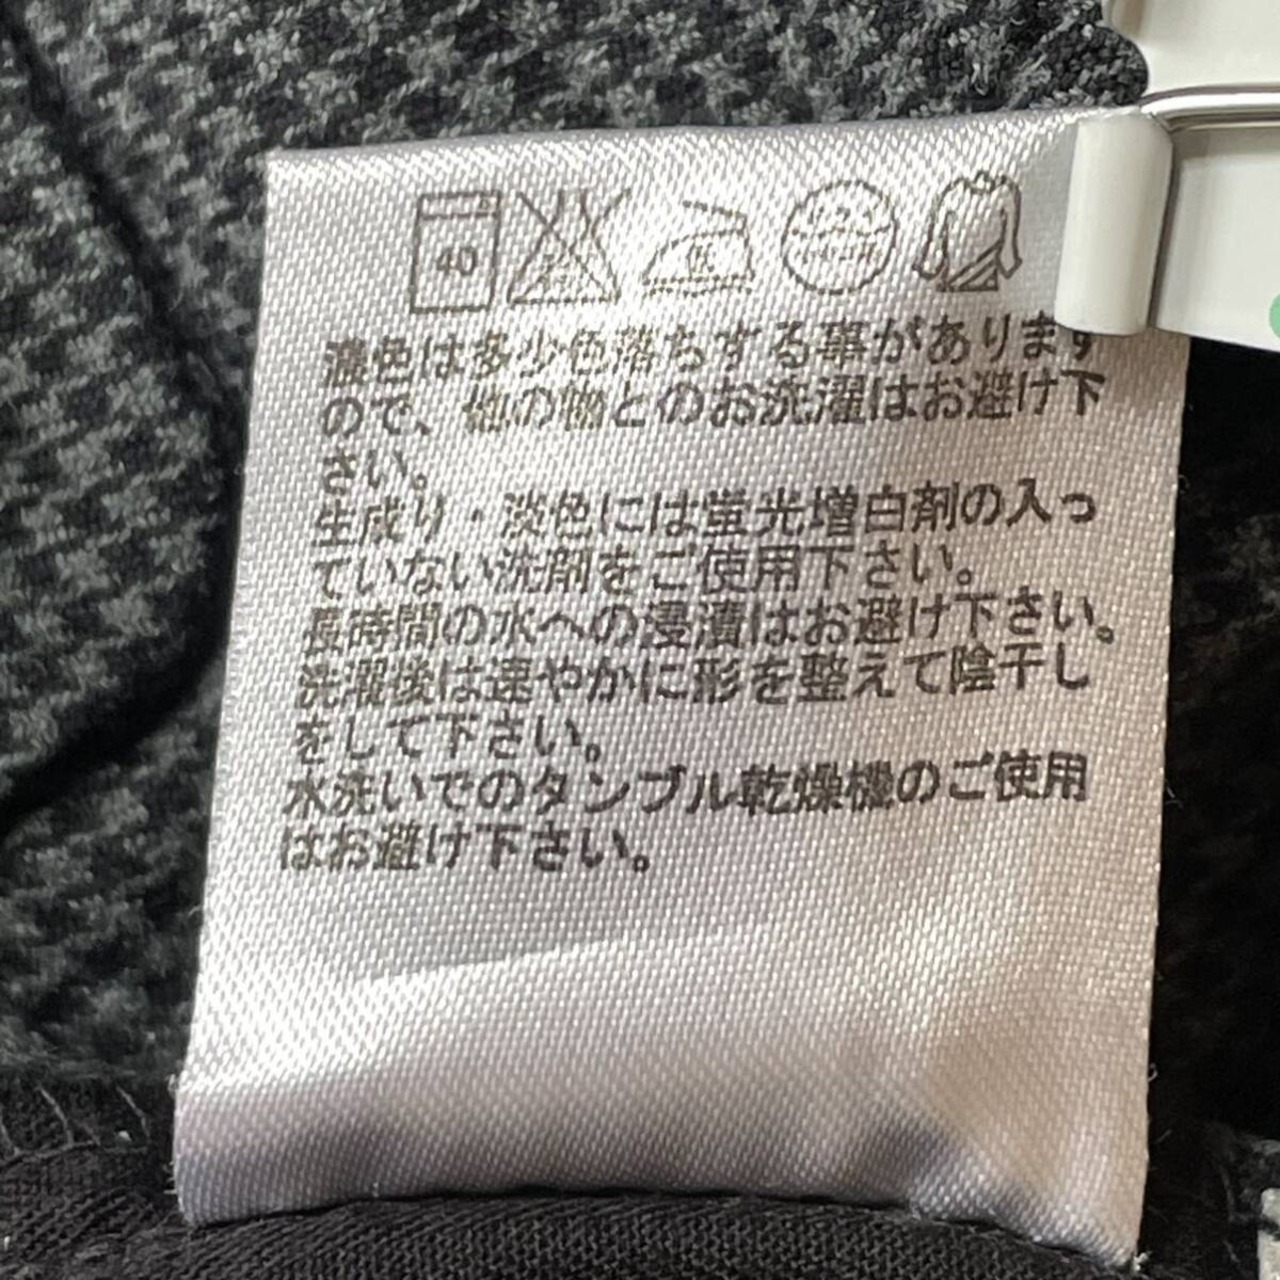 40
濃色は多少色落ちする事があります
ので、他の物とのお洗濯はお避け下
さい。
生成り・淡色には蛍光増白剤の入っ
ていない洗剤をご使用下さい。
長時間の水への浸漬はお避け下さい。
洗濯後は速やかに形を整えて陰干し
をして下さい。
水洗いでのタンブル乾燥機のご使用
はお避け下さい。